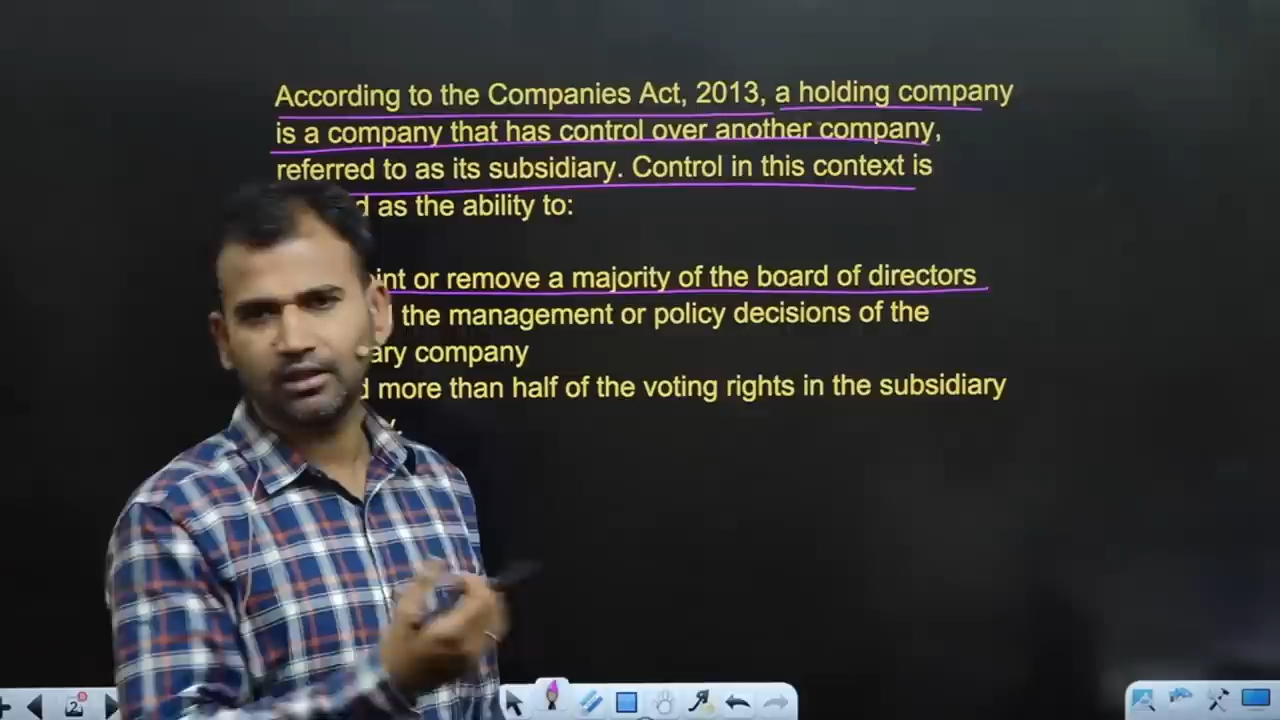 According to the Companies Act, 2013, a holding company
is a company that has control over another company,
referred to as its subsidiary. Control in this context is
as the ability to:
or remove a majority of the board of directors
the management or policy decisions of the
company
more than half of the voting rights in the subsidiary
2